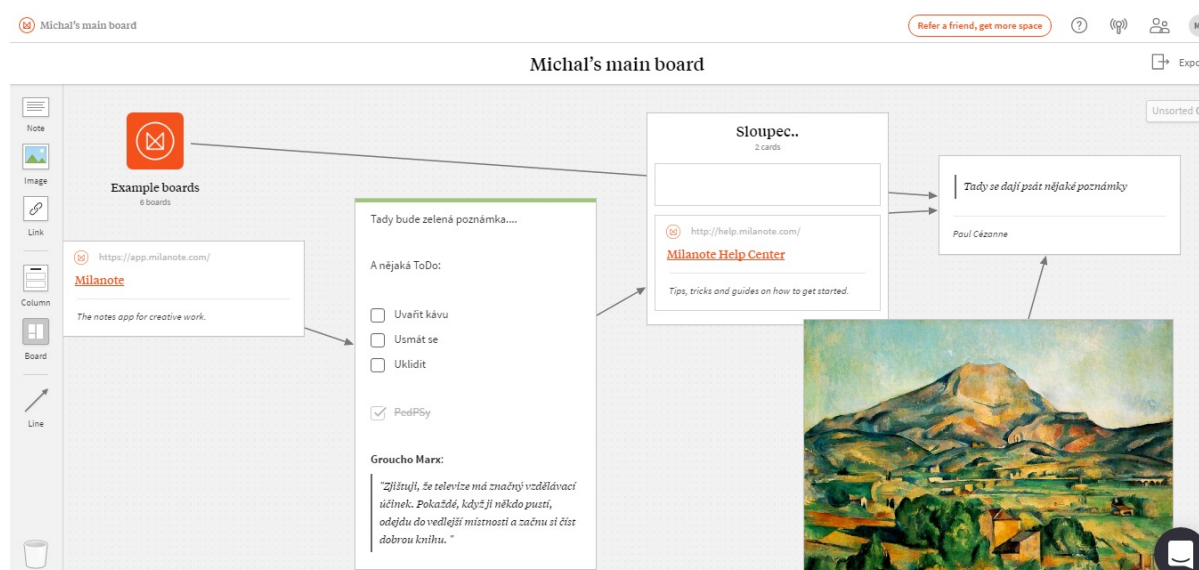 Michal's main board
Refer a friend, get more space
?
Michal's main board
Note
Image
Link
Column
Board
Line
Unsorted
Example boards
6 boards
https://app.milanote.com/
Milanote
The notes app for creative work.
Tady bude zelená poznámka....
A nějaká ToDo:
Uvařit kávu
Usmát se
Uklidit
PedPSy
Groucho Marx:
"Zjištuji, že televize má značný vzdělávací
účinek. Pokaždé, když ji někdo pustí,
odejdu do vedlejší místnosti a začnu si číst
dobrou knihu. "
Sloupec..
2 cards
http://help.milanote.com/
Milanote Help Center
Tips, tricks and guides on how to get started.
Tady se dají psát nějaké poznámky
Paul Cézanne